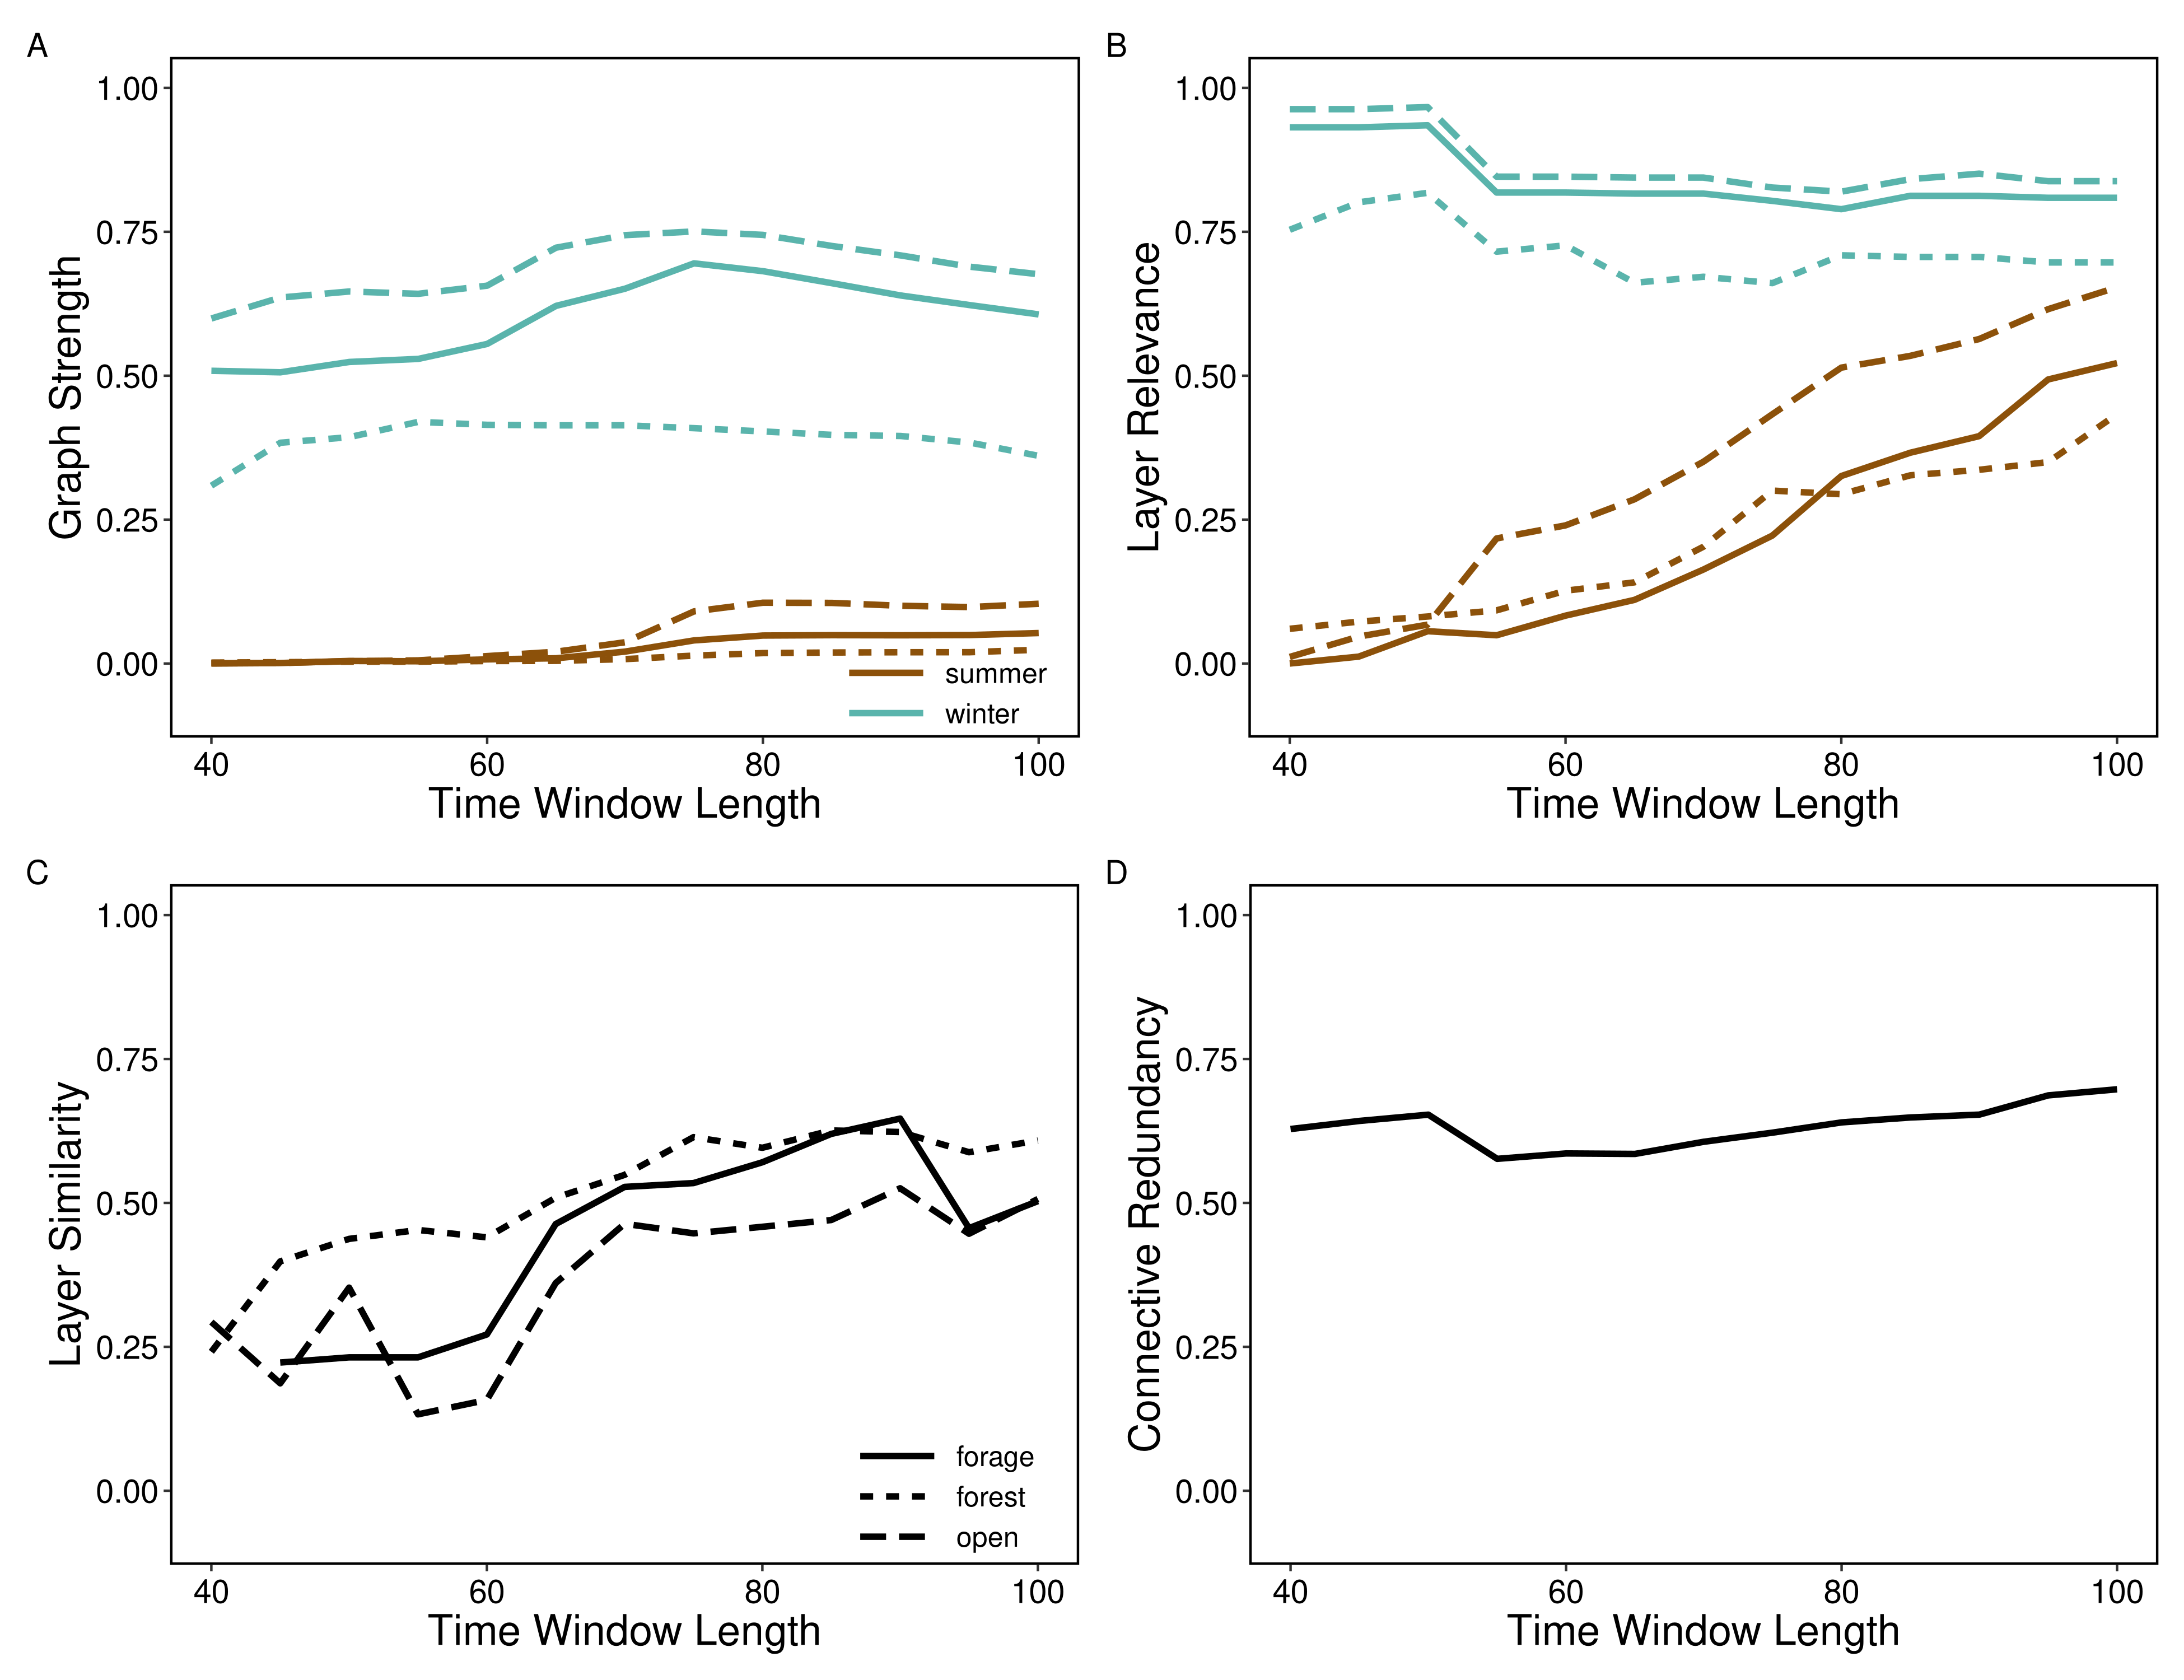 A
1.00
0.75
0.50
0.25
0.00
Graph Strength
summer
winter
40 60 80 100
Time Window Length
B
1.00
0.75
0.50
0.25
0.00
Layer Relevance
40 60 80 100
Time Window Length
C
1.00
0.75
0.50
0.25
0.00
Layer Similarity
forage
forest
open
40 60 80 100
Time Window Length
D
1.00
0.75
0.50
0.25
0.00
Connective Redundancy
40 60 80 100
Time Window Length